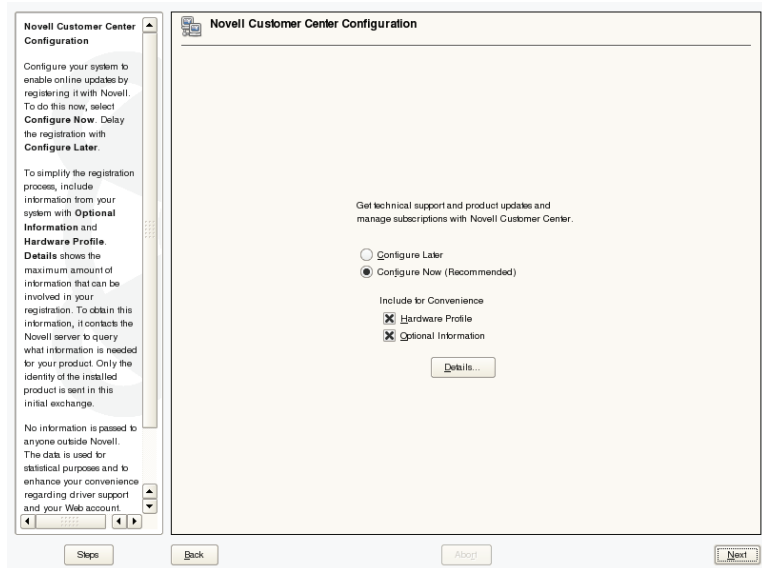 Novell Customer Center
Configuration
Configure your system to
enable online updates by
registering it with Novell.
To do this now, select
Configure Now. Delay
the registration with
Configure Later.
To simplify the registration
process, include
information from your
system with Optional
Information and
Hardware Profile.
Details shows the
maximum amount of
information that can be
involved in your
registration. To obtain this
information, it contacts the
Novell server to query
what information is needed
for your product. Only the
identity of the installed
product is sent in this
initial exchange.
No information is passed to
anyone outside Novell.
The data is used for
statistical purposes and to
enhance your convenience
regarding driver support
and your Web account.
Novell Customer Center Configuration
Get technical support and product updates and
manage subscriptions with Novell Customer Center.
Configure Later
Configure Now (Recommended)
Include for Convenience
Hardware Profile
Optional Information
Details...
Steps
Back
Abort
Next